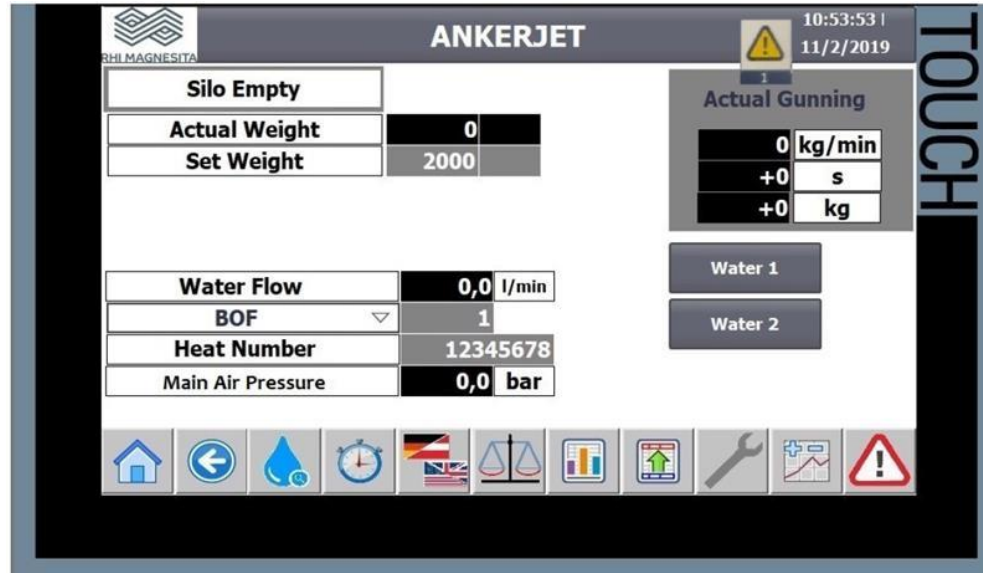 RHI MAGNESITA
ANKERJET
10:53:53
11/2/2019
1
TOUCH
Silo Empty
Actual Weight 0
Set Weight 2000
Actual Gunning
0 kg/min
+0 s
+0 kg
Water 1
Water 2
Water Flow 0,0 l/min
BOF 1
Heat Number 12345678
Main Air Pressure 0,0 bar